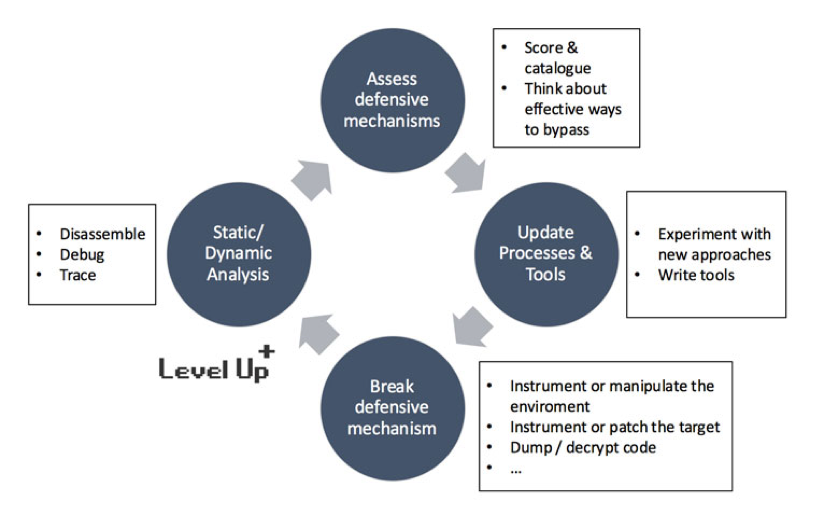 Assess
defensive
mechanisms
• Score &
catalogue
• Think about
effective ways
to bypass
• Disassemble
• Debug
• Trace
Static/
Dynamic
Analysis
Update
Processes &
Tools
• Experiment with
new approaches
• Write tools
Level Up+
Break
defensive
mechanism
• Instrument or manipulate the
enviroment
• Instrument or patch the target
• Dump / decrypt code
• ...